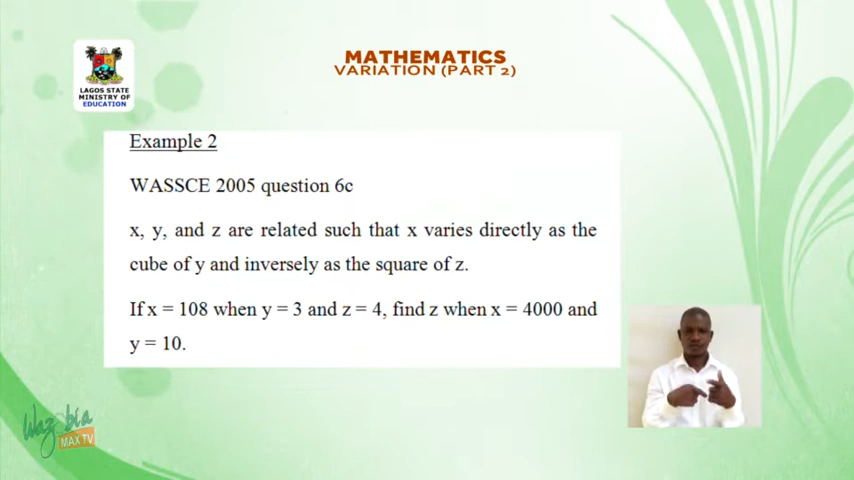 MATHEMATICS
VARIATION (PART 2)
LAGOS STATE
MINISTRY OF
EDUCATION
Example 2
WASSCE 2005 question 6c
x, y, and z are related such that x varies directly as the
cube of y and inversely as the square of z.
If x = 108 when y = 3 and z = 4, find z when x = 4000 and
y = 10.
Wazobia
MAX TV